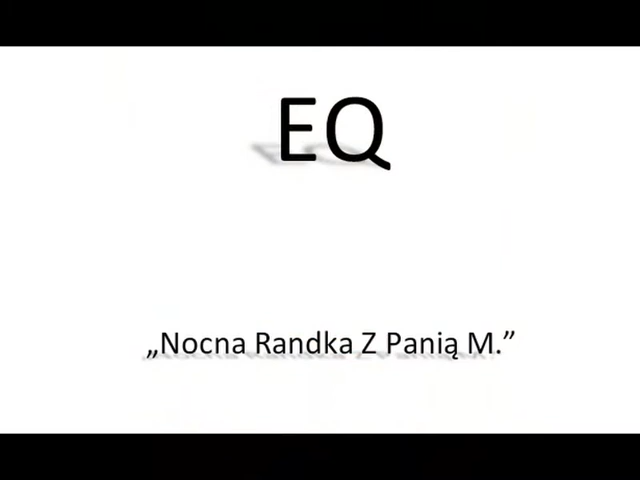 EQ
„Nocna Randka Z Panią M.”